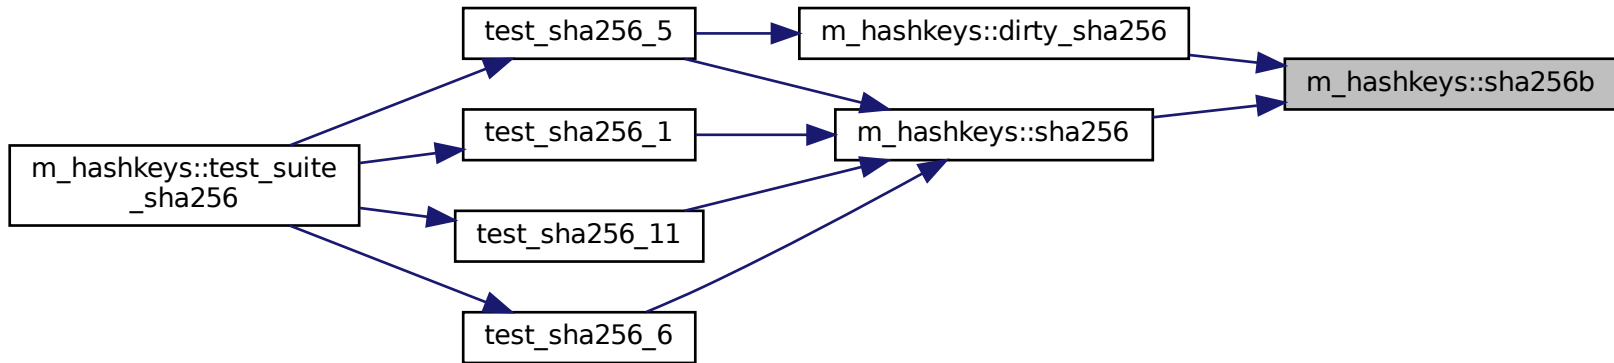 test_sha256_5
m_hashkeys::dirty_sha256
m_hashkeys::sha256b
test_sha256_1
m_hashkeys::sha256
m_hashkeys::test_suite
_sha256
test_sha256_11
test_sha256_6